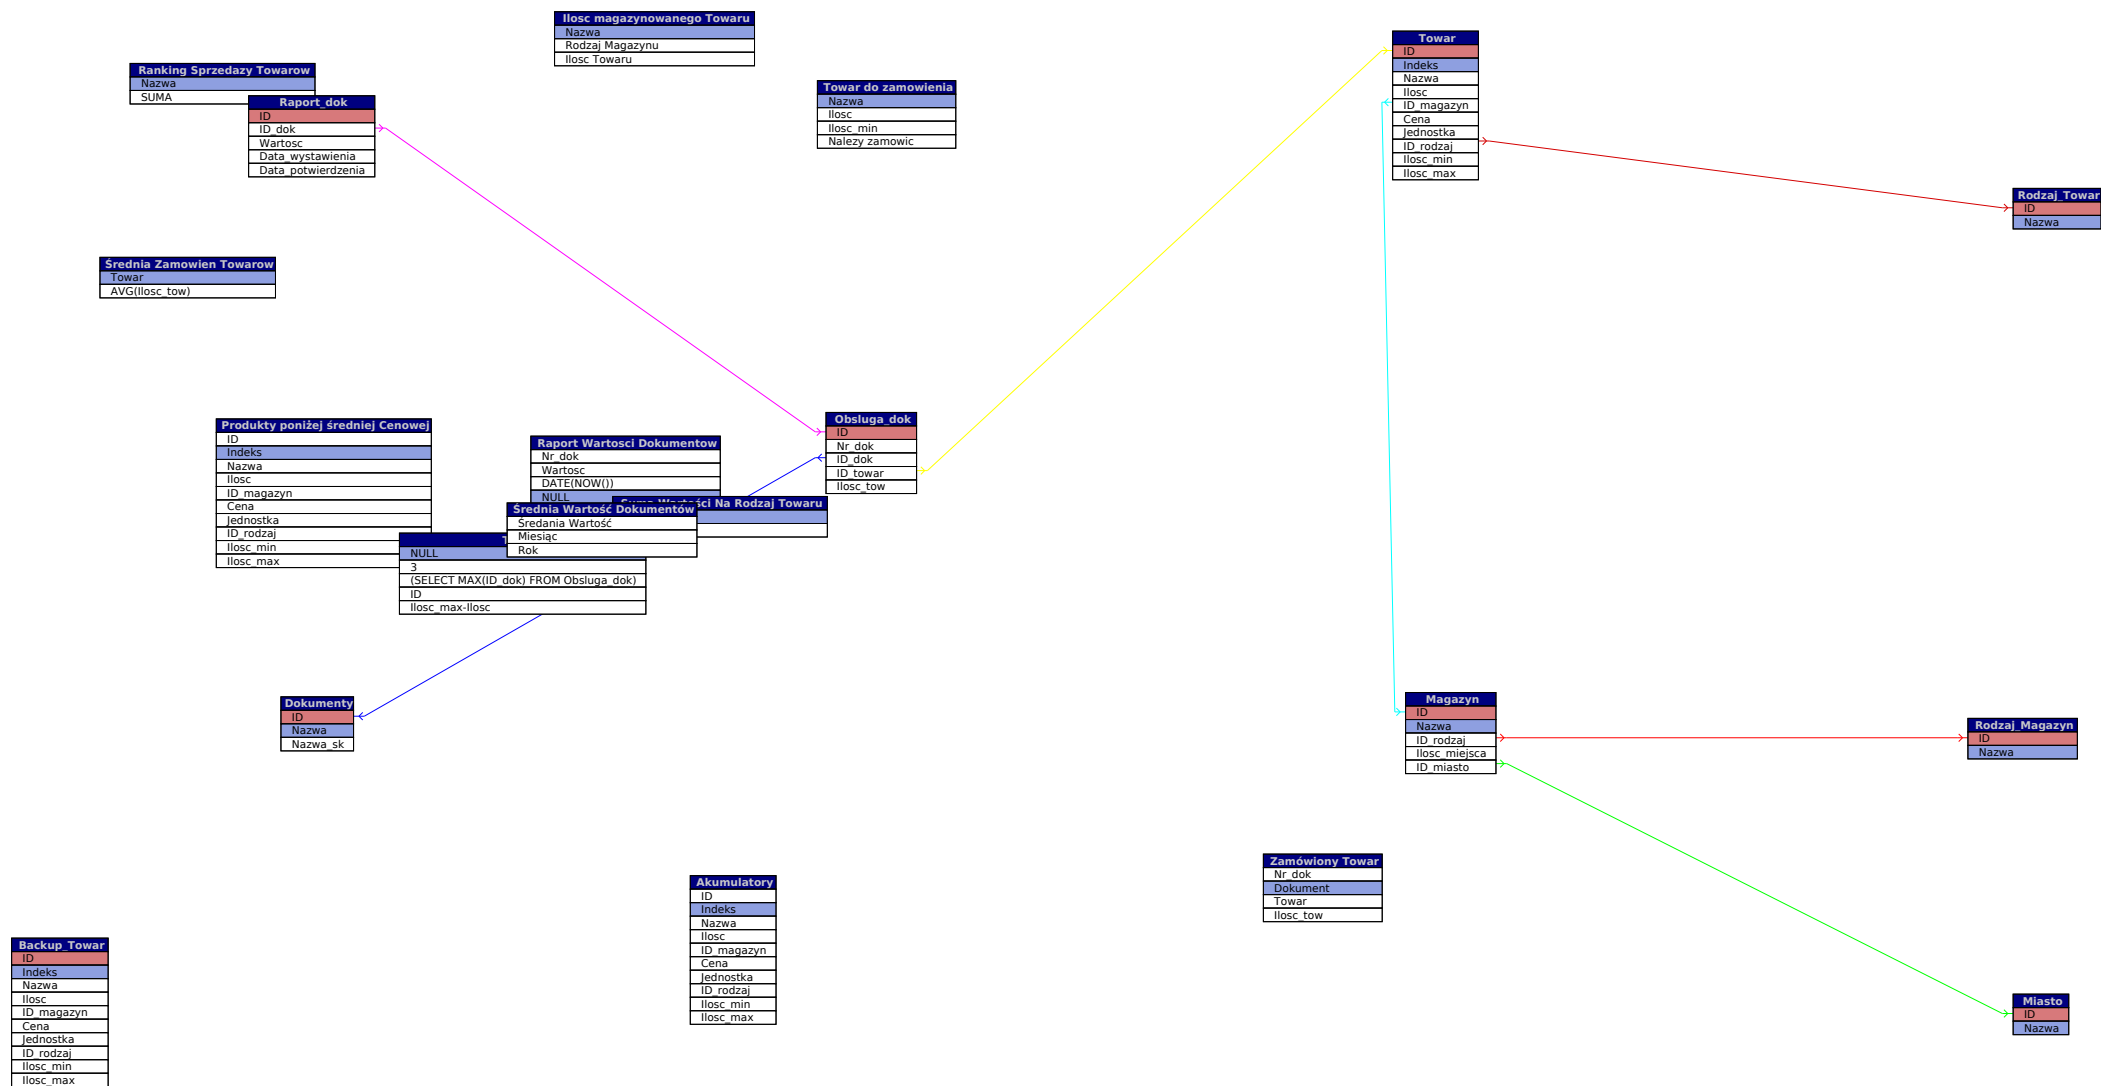 Ilosc magazynowanego Towaru
Nazwa
Rodzaj Magazynu
Ilosc Towaru
Towar
ID
Indeks
Nazwa
Ilosc
ID_magazyn
Cena
Jednostka
ID_rodzaj
Ilosc_min
Ilosc_max
Ranking Sprzedazy Towarow
Nazwa
SUMA
Raport_dok
ID
ID_dok
Wartosc
Data_wystawienia
Data_potwierdzenia
Towar do zamowienia
Nazwa
Ilosc
Ilosc_min
Nalezy zamowic
Rodzaj_Towar
ID
Nazwa
Średnia Zamowien Towarow
Towar
AVG(Ilosc_tow)
Obsluga_dok
ID
Nr_dok
ID_dok
ID_towar
Ilosc_tow
Produkty poniżej średniej Cenowej
ID
Indeks
Nazwa
Ilosc
ID_magazyn
Cena
Jednostka
ID_rodzaj
Ilosc_min
Ilosc_max
Raport Wartosci Dokumentow
Nr_dok
Wartosc
DATE(NOW())
NULL
Na Rodzaj Towaru
Średnia Wartość Dokumentów
Średania Wartość
Miesiąc
Rok
NULL
3
(SELECT MAX(ID_dok) FROM Obsluga_dok)
ID
Ilosc_max-Ilosc
Dokumenty
ID
Nazwa
Nazwa_sk
Magazyn
ID
Nazwa
ID_rodzaj
Ilosc_miejsca
ID_miasto
Rodzaj_Magazyn
ID
Nazwa
Zamówiony Towar
Nr_dok
Dokument
Towar
Ilosc_tow
Akumulatory
ID
Indeks
Nazwa
Ilosc
ID_magazyn
Cena
Jednostka
ID_rodzaj
Ilosc_min
Ilosc_max
Backup_Towar
ID
Indeks
Nazwa
Ilosc
ID_magazyn
Cena
Jednostka
ID_rodzaj
Ilosc_min
Ilosc_max
Miasto
ID
Nazwa